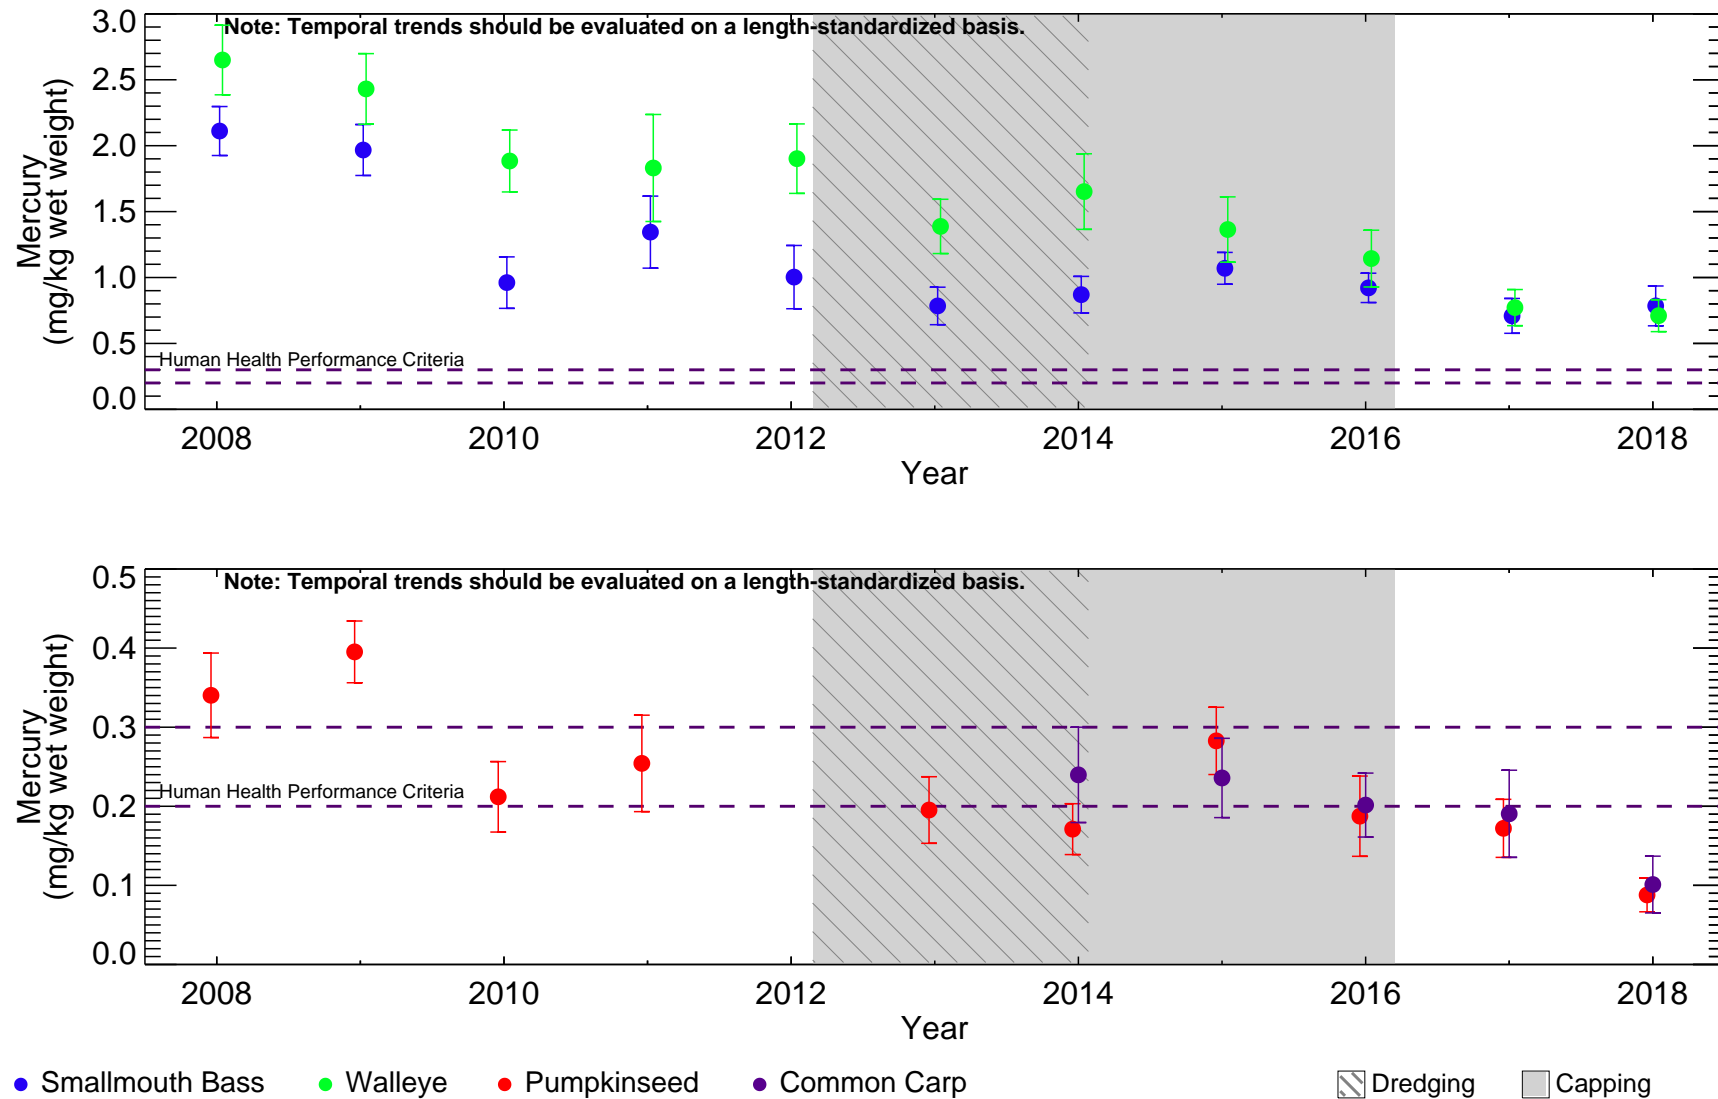 3.0
Note: Temporal trends should be evaluated on a length-standardized basis.
2.5
2.0
1.5
1.0
0.5
0.0
Mercury
(mg/kg wet weight)
Human Health Performance Criteria
2008 2010 2012 2014 2016 2018
Year
0.5
Note: Temporal trends should be evaluated on a length-standardized basis.
0.4
0.3
0.2
0.1
0.0
Mercury
(mg/kg wet weight)
Human Health Performance Criteria
2008 2010 2012 2014 2016 2018
Year
Smallmouth Bass Walleye Pumpkinseed Common Carp Dredging Capping